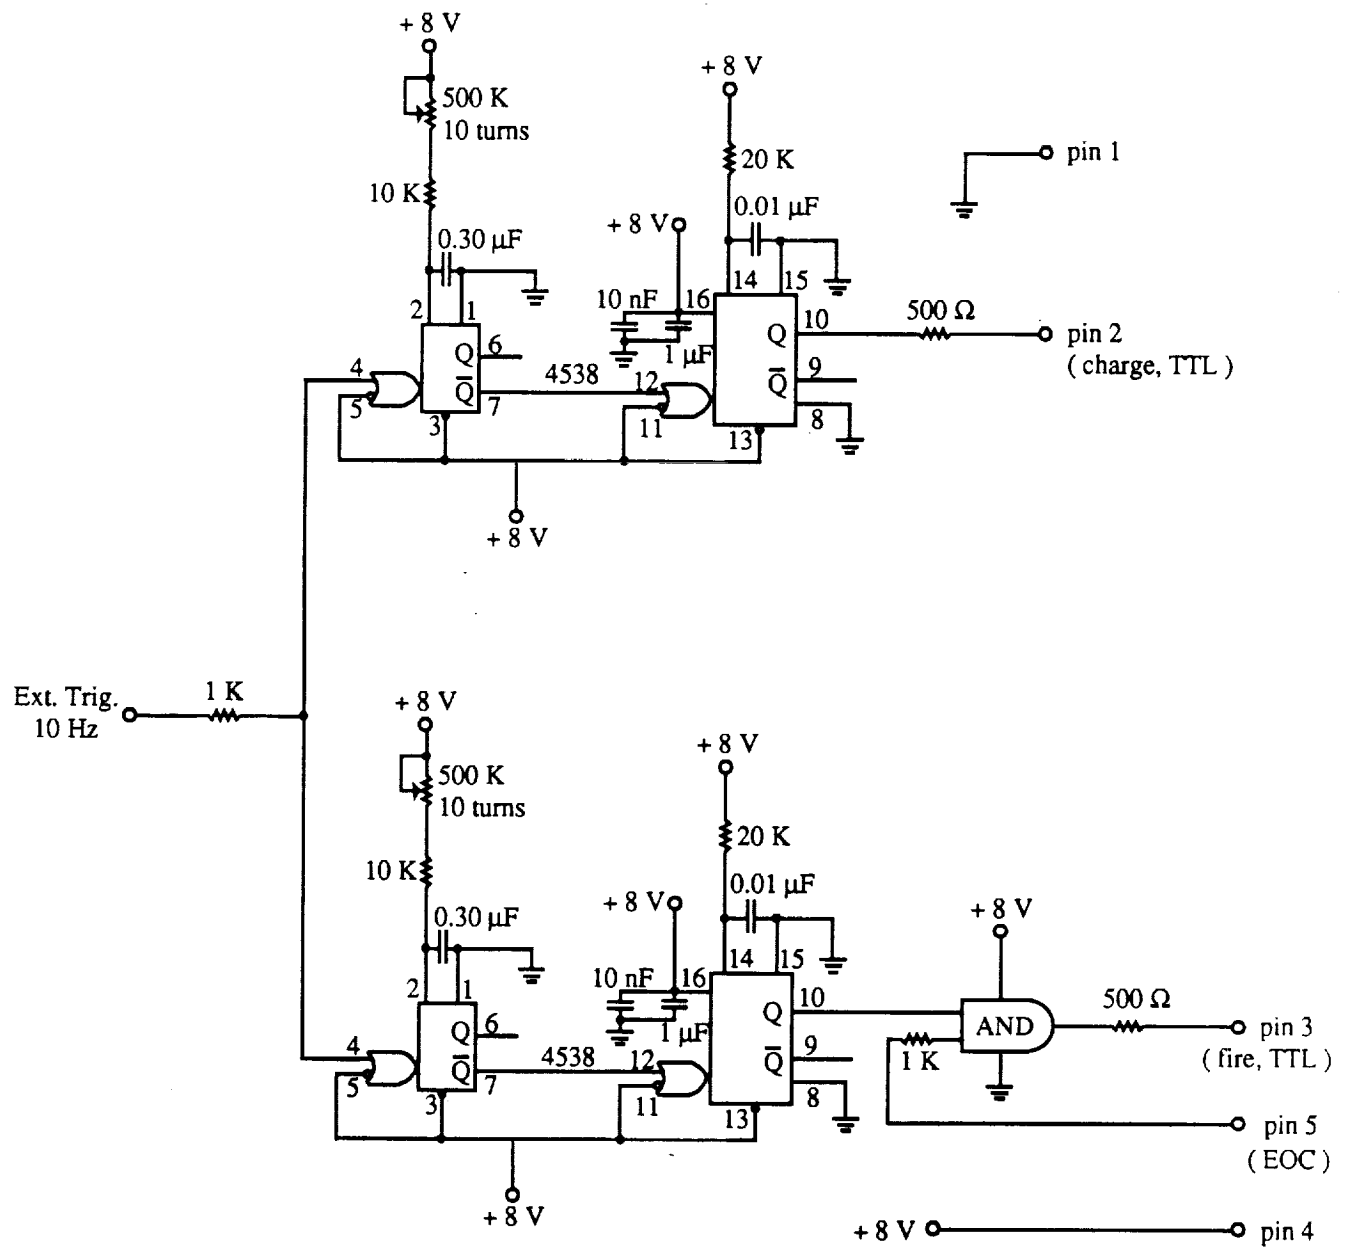 + 8 V
500 K
10 turns
10 K
0.30 µF
2
1
Q
6
Q̅
7
4
5
3
4538
+ 8 V
20 K
0.01 µF
+ 8 V
14
15
10 nF
16
1 µF
Q
10
Q̅
9
8
12
11
13
500 Ω
pin 1
pin 2
( charge, TTL )
+ 8 V
Ext. Trig.
10 Hz
1 K
+ 8 V
500 K
10 turns
10 K
0.30 µF
2
1
Q
6
Q̅
7
4
5
3
4538
+ 8 V
20 K
0.01 µF
+ 8 V
14
15
10 nF
16
1 µF
Q
10
Q̅
9
8
12
11
13
+ 8 V
AND
1 K
500 Ω
pin 3
( fire, TTL )
pin 5
( EOC )
+ 8 V
+ 8 V
pin 4